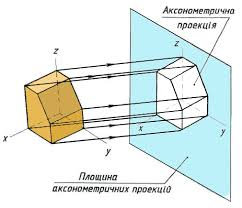 Аксонометрична
проекція
z
z
x
y
x
y
Площина
аксонометричних проекцій